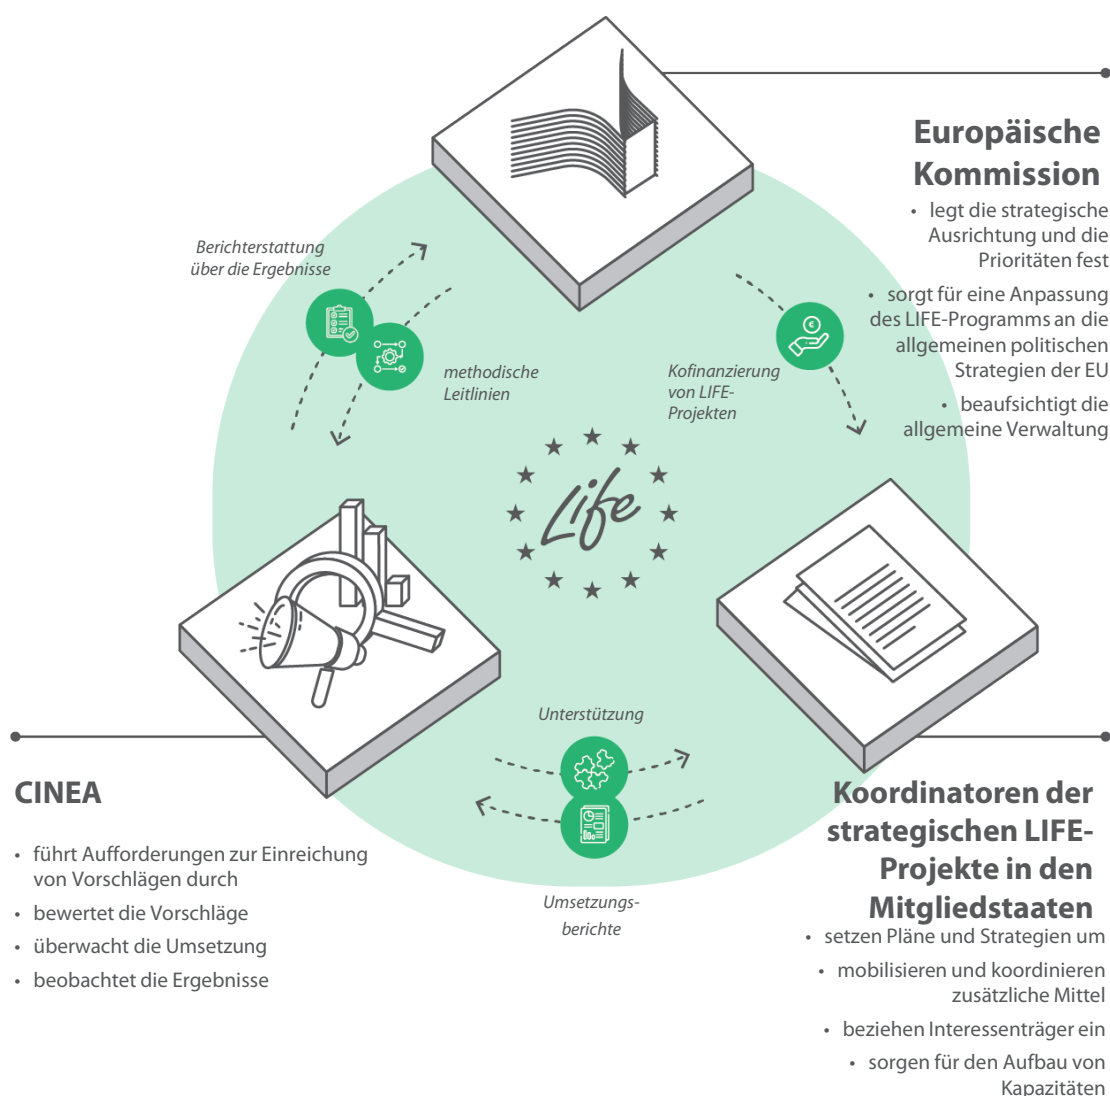 Europäische
Kommission
• legt die strategische
Ausrichtung und die
Prioritäten fest
• sorgt für eine Anpassung
des LIFE-Programms an die
allgemeinen politischen
Strategien der EU
• beaufsichtigt die
allgemeine Verwaltung
Berichterstattung
über die Ergebnisse
methodische
Leitlinien
Kofinanzierung
von LIFE-
Projekten
Life
Unterstützung
Umsetzungs-
berichte
CINEA
• führt Aufforderungen zur Einreichung
von Vorschlägen durch
• bewertet die Vorschläge
• überwacht die Umsetzung
• beobachtet die Ergebnisse
Koordinatoren der
strategischen LIFE-
Projekte in den
Mitgliedstaaten
• setzen Pläne und Strategien um
• mobilisieren und koordinieren
zusätzliche Mittel
• beziehen Interessenträger ein
• sorgen für den Aufbau von
Kapazitäten